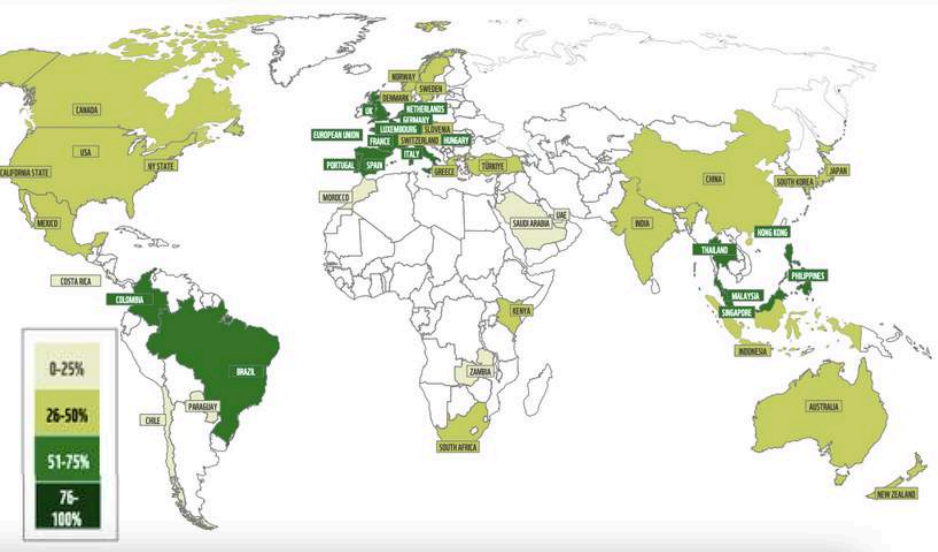 CANADA
USA
NY STATE
CALIFORNIA STATE
MEXICO
COSTA RICA
COLOMBIA
BRAZIL
PARAGUAY
CHILE
NORWAY
SWEDEN
DENMARK
UK
NETHERLANDS
GERMANY
LUXEMBOURG
SLOVENIA
EUROPEAN UNION
FRANCE
SWITZERLAND
HUNGARY
ITALY
PORTUGAL
SPAIN
GREECE
TÜRKIYE
MOROCCO
SAUDI ARABIA
UAE
KENYA
ZAMBIA
SOUTH AFRICA
CHINA
SOUTH KOREA
JAPAN
INDIA
HONG KONG
THAILAND
PHILIPPINES
MALAYSIA
SINGAPORE
INDONESIA
AUSTRALIA
NEW ZEALAND
0-25%
26-50%
51-75%
76-
100%